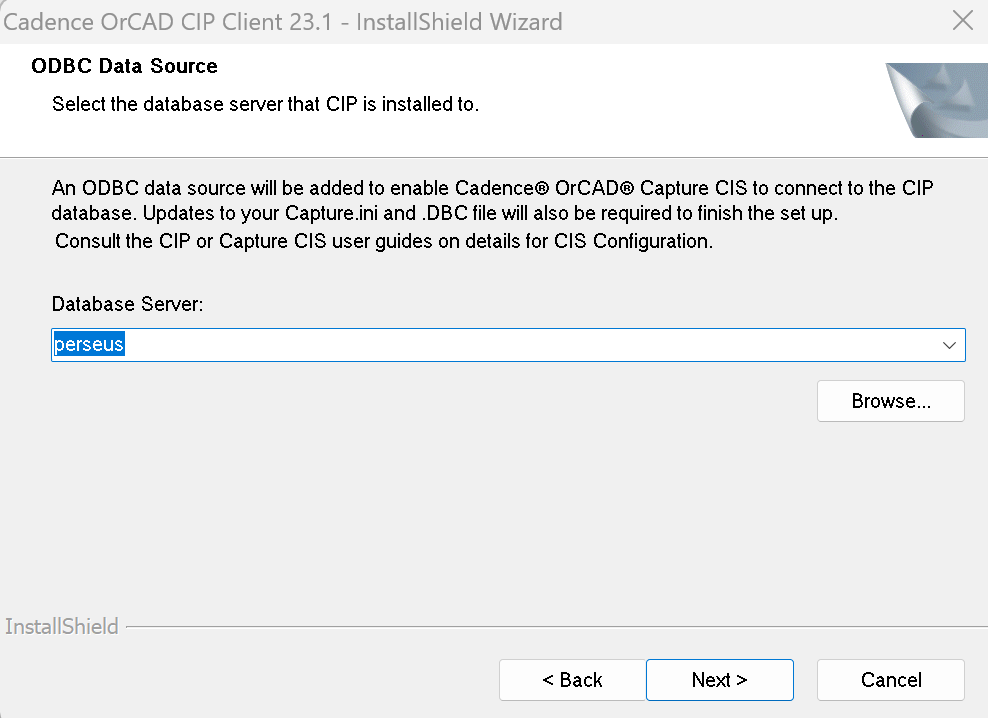 Cadence OrCAD CIP Client 23.1 - InstallShield Wizard
ODBC Data Source
Select the database server that CIP is installed to.
An ODBC data source will be added to enable Cadence® OrCAD® Capture CIS to connect to the CIP
database. Updates to your Capture.ini and .DBC file will also be required to finish the set up.
Consult the CIP or Capture CIS user guides on details for CIS Configuration.
Database Server:
perseus
Browse...
InstallShield
< Back
Next >
Cancel